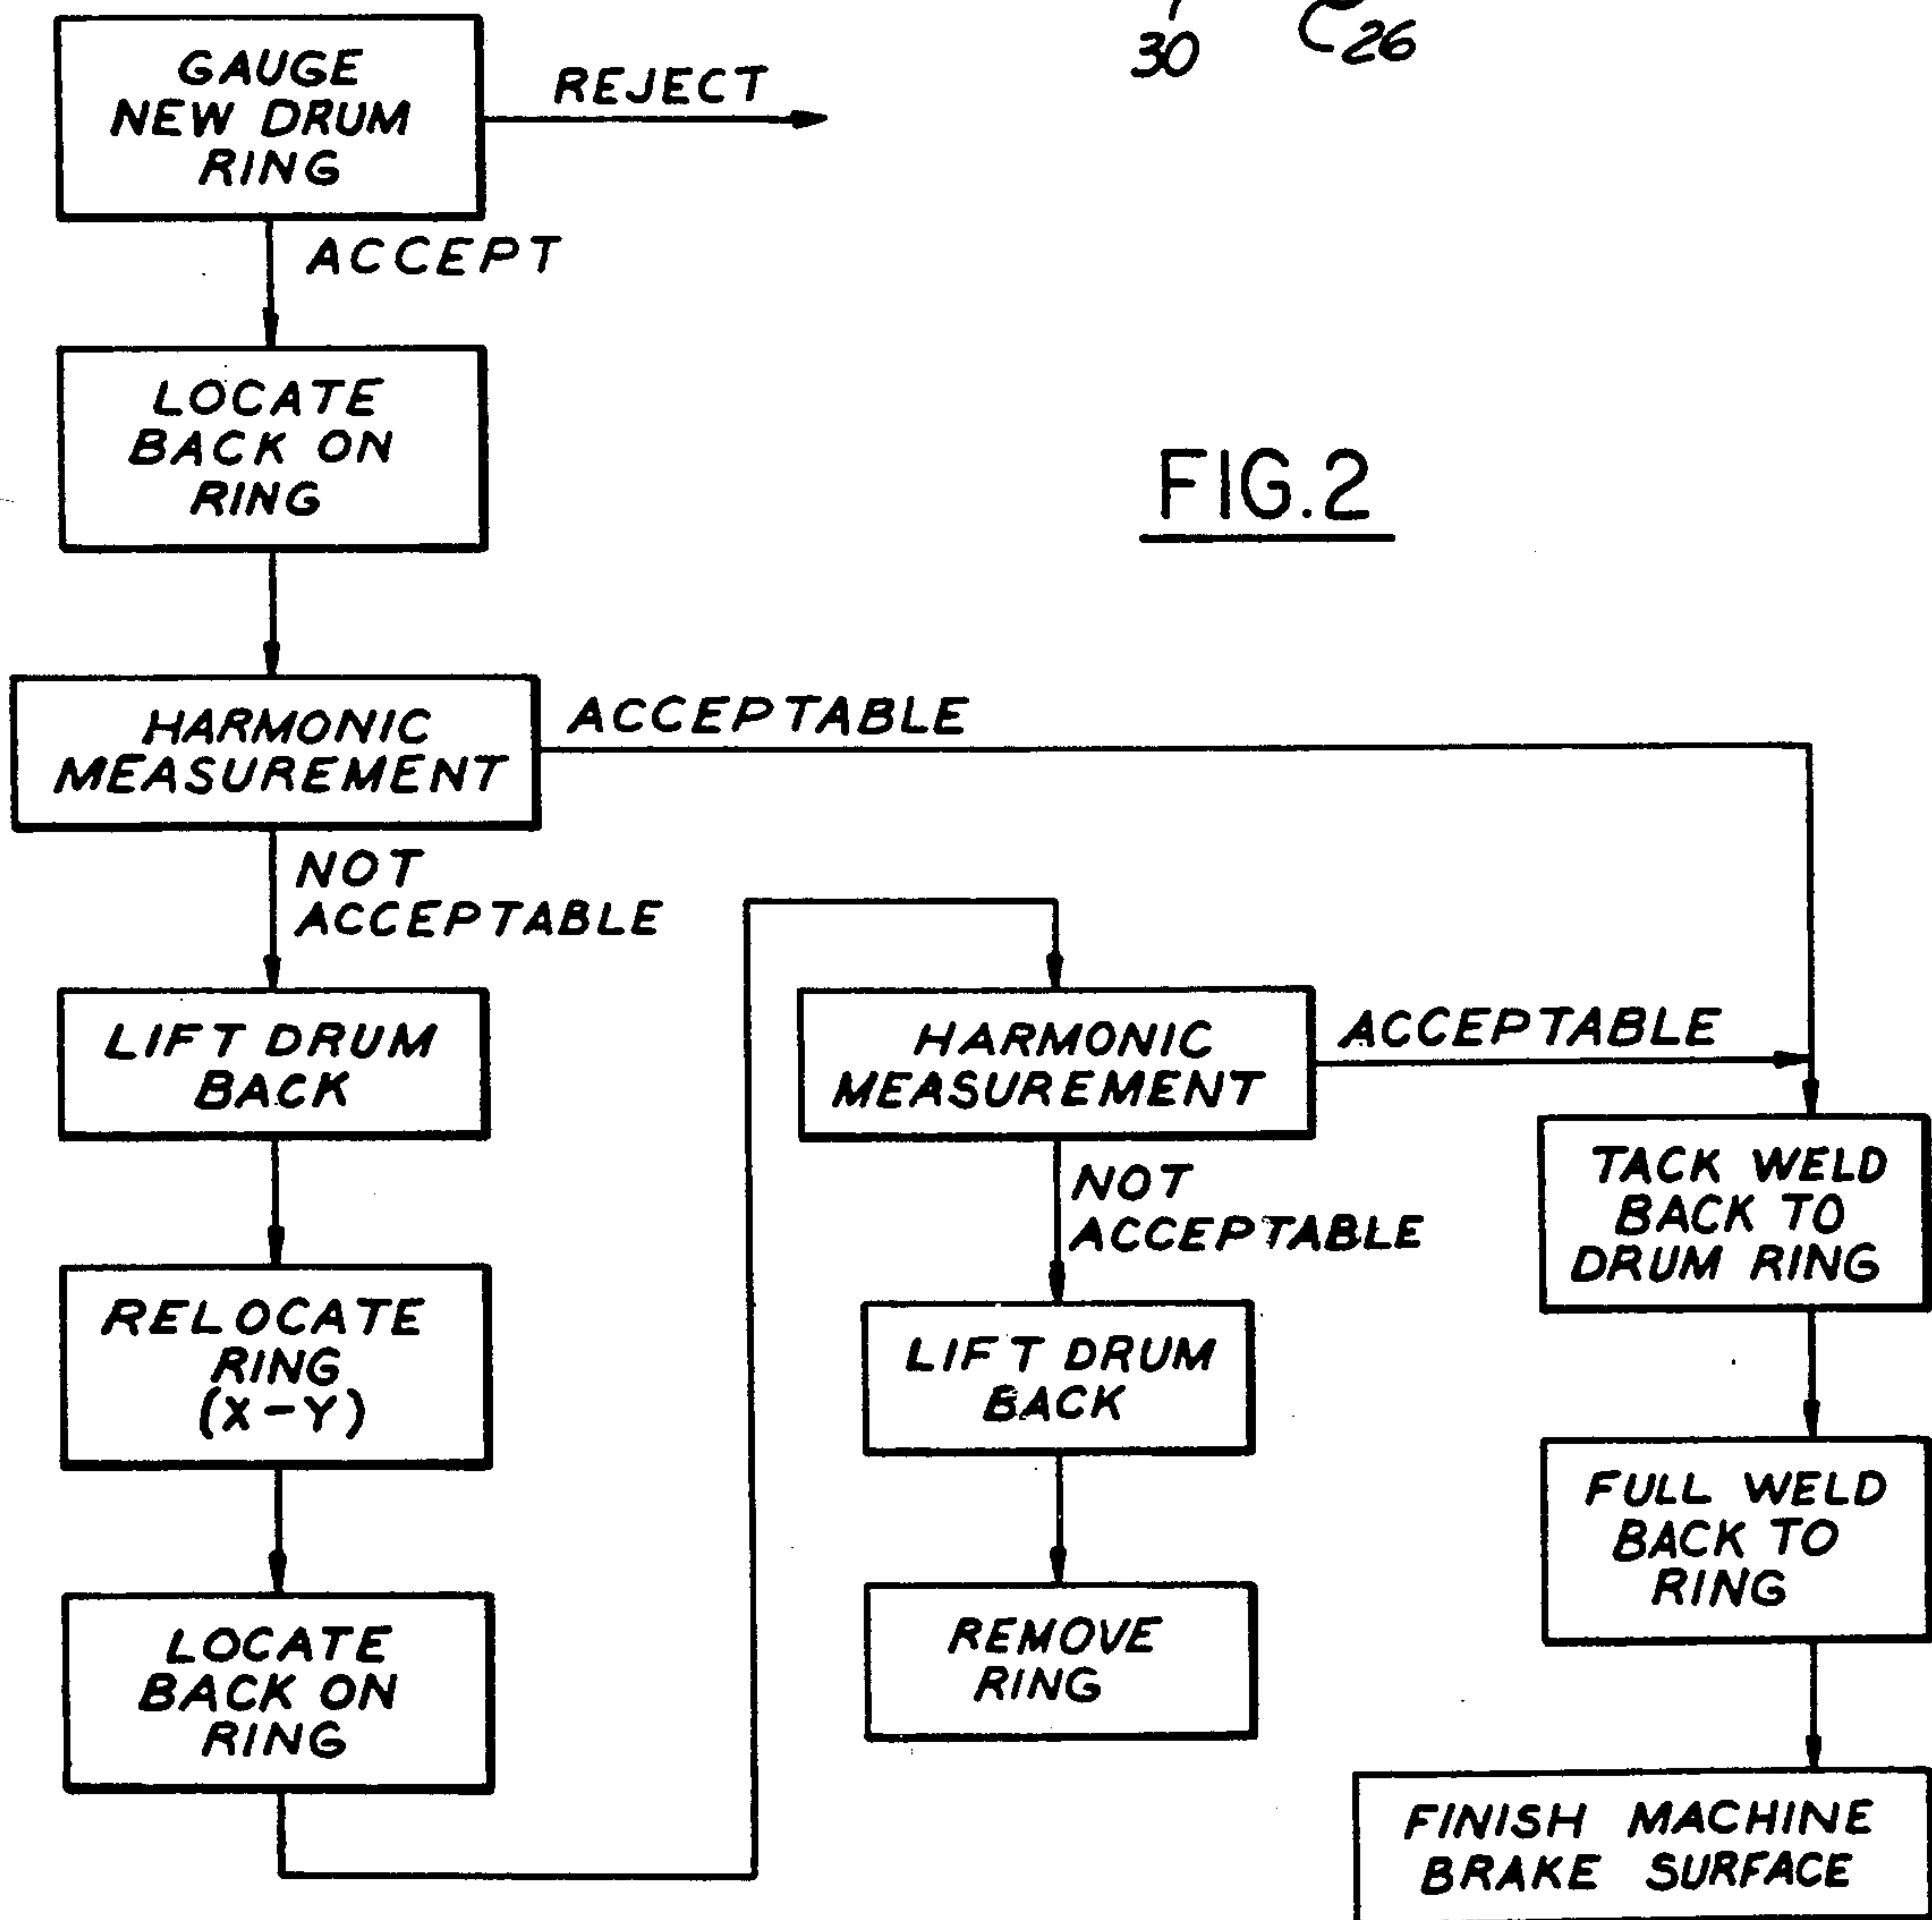 30
26
GAUGE
NEW DRUM
RING
REJECT
ACCEPT
LOCATE
BACK ON
RING
FIG.2
HARMONIC
MEASUREMENT
ACCEPTABLE
NOT
ACCEPTABLE
LIFT DRUM
BACK
RELOCATE
RING
(X-Y)
LOCATE
BACK ON
RING
HARMONIC
MEASUREMENT
ACCEPTABLE
NOT
ACCEPTABLE
LIFT DRUM
BACK
REMOVE
RING
TACK WELD
BACK TO
DRUM RING
FULL WELD
BACK TO
RING
FINISH MACHINE
BRAKE SURFACE